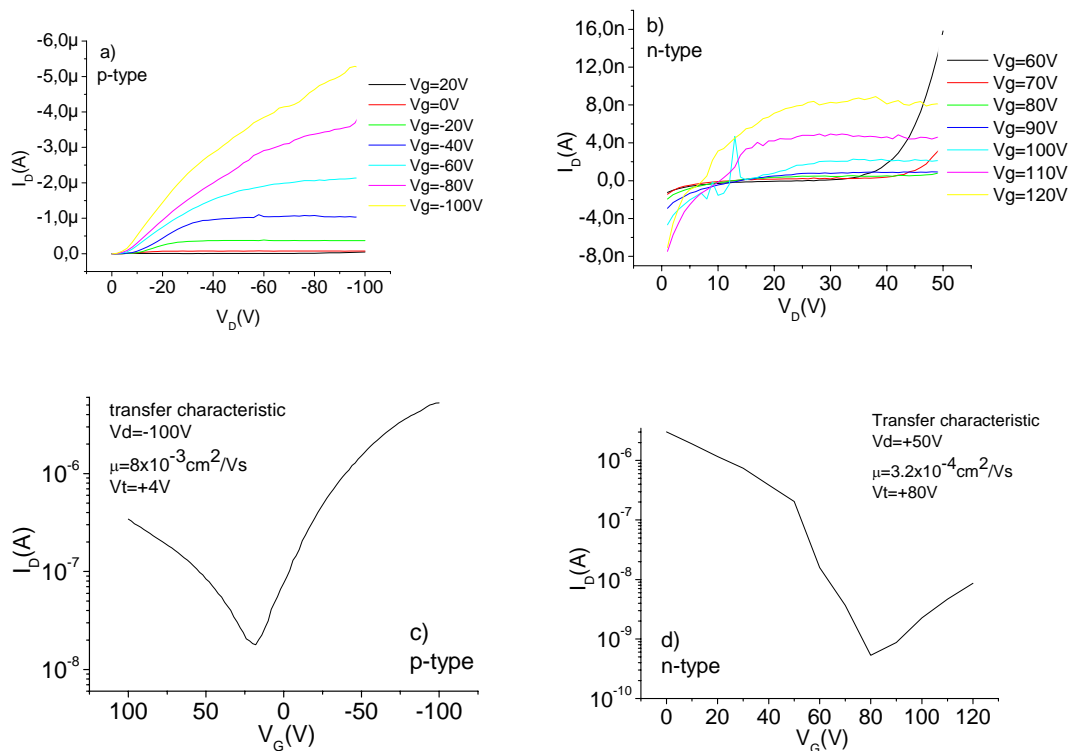 a)
p-type
-6,0µ
-5,0µ
-4,0µ
-3,0µ
-2,0µ
-1,0µ
0,0
I_D(A)
0 -20 -40 -60 -80 -100
V_D(V)
Vg=20V
Vg=0V
Vg=-20V
Vg=-40V
Vg=-60V
Vg=-80V
Vg=-100V
b)
n-type
16,0n
12,0n
8,0n
4,0n
0,0
-4,0n
-8,0n
I_D(A)
0 10 20 30 40 50
V_D(V)
Vg=60V
Vg=70V
Vg=80V
Vg=90V
Vg=100V
Vg=110V
Vg=120V
transfer characteristic
Vd=-100V
µ=8x10^-3cm^2/Vs
Vt=+4V
10^-6
10^-7
10^-8
I_D(A)
c)
p-type
100 50 0 -50 -100
V_G(V)
Transfer characteristic
Vd=+50V
µ=3.2x10^-4cm^2/Vs
Vt=+80V
10^-6
10^-7
10^-8
10^-9
10^-10
I_D(A)
d)
n-type
0 20 40 60 80 100 120
V_G(V)